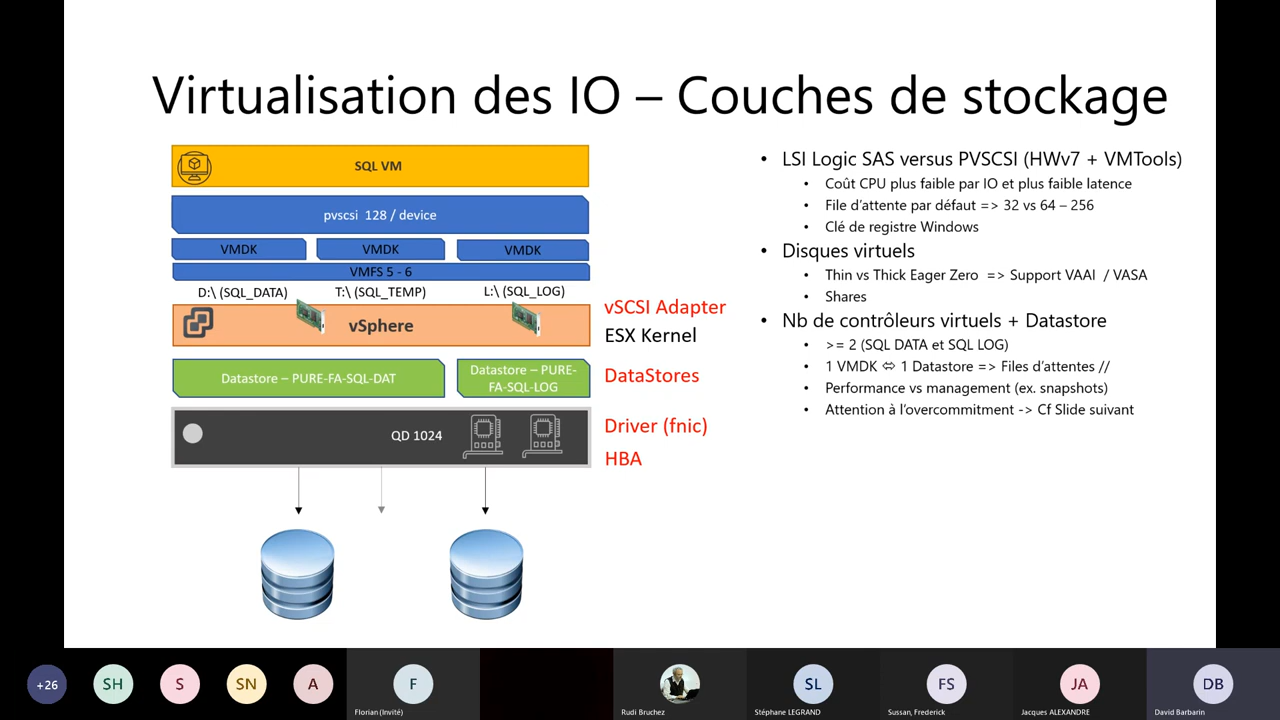 Virtualisation des IO – Couches de stockage
SQL VM
pvscsi 128 / device
VMDK
VMDK
VMDK
VMFS 5 - 6
D:\ (SQL_DATA)
T:\ (SQL_TEMP)
L:\ (SQL_LOG)
vSphere
vSCSI Adapter
ESX Kernel
Datastore – PURE-FA-SQL-DAT
Datastore – PURE-
FA-SQL-LOG
DataStores
QD 1024
Driver (fnic)
HBA
• LSI Logic SAS versus PVSCSI (HWv7 + VMTools)
• Coût CPU plus faible par IO et plus faible latence
• File d’attente par défaut => 32 vs 64 – 256
• Clé de registre Windows
• Disques virtuels
• Thin vs Thick Eager Zero => Support VAAI / VASA
• Shares
• Nb de contrôleurs virtuels + Datastore
• >= 2 (SQL DATA et SQL LOG)
• 1 VMDK ⇔ 1 Datastore => Files d’attentes //
• Performance vs management (ex. snapshots)
• Attention à l’overcommitment -> Cf Slide suivant
+26
SH
S
SN
A
F
Florian (Invité)
Rudi Bruchez
SL
Stéphane LEGRAND
FS
Sussan, Frederick
JA
Jacques ALEXANDRE
DB
David Barbarin